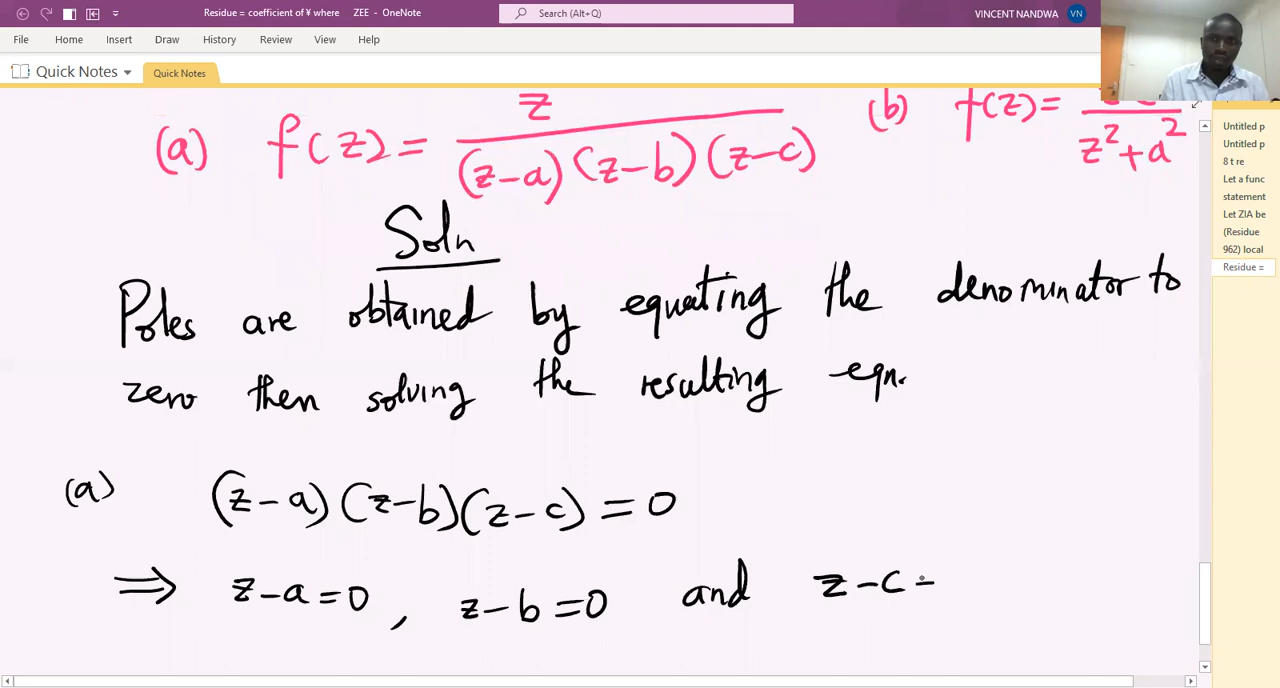 Residue = coefficient of ¥ where ZEE - OneNote
Search (Alt+Q)
VINCENT NANDWA VN
File Home Insert Draw History Review View Help
Quick Notes
Quick Notes
(a) f(z) = z / (z-a)(z-b)(z-c) (b) f(z) = / z² + a²
Soln
Poles are obtained by equating the denominator to
zero then solving the resulting eqn.
(a) (z-a)(z-b)(z-c) = 0
⇒ z-a=0, z-b=0 and z-c =
Untitled p
Untitled p
8 t re
Let a func
statement
Let ZIA be
(Residue
962) local
Residue =